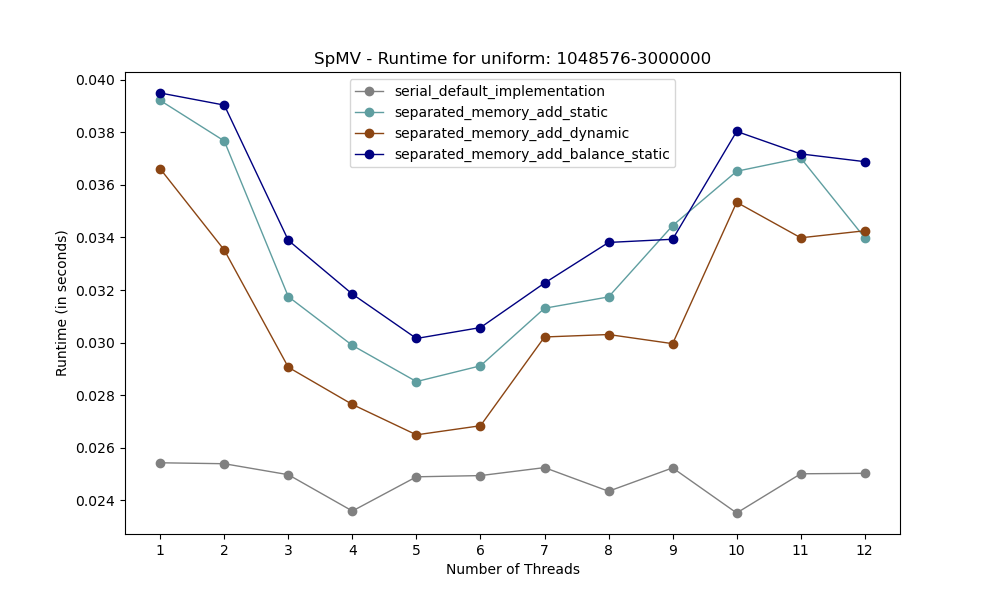 SpMV - Runtime for uniform: 1048576-3000000
serial_default_implementation
separated_memory_add_static
separated_memory_add_dynamic
separated_memory_add_balance_static
Runtime (in seconds)
0.040
0.038
0.036
0.034
0.032
0.030
0.028
0.026
0.024
1 2 3 4 5 6 7 8 9 10 11 12
Number of Threads